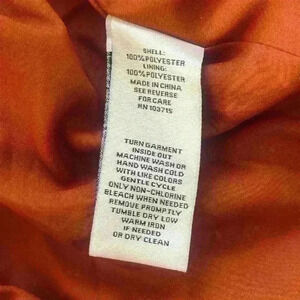 SHELL:
100%POLYESTER
LINING:
100%POLYESTER
MADE IN CHINA
SEE REVERSE
FOR CARE
RN 103715
TURN GARMENT
INSIDE OUT
MACHINE WASH OR
HAND WASH COLD
WITH LIKE COLORS
GENTLE CYCLE
ONLY NON-CHLORINE
BLEACH WHEN NEEDED
REMOVE PROMPTLY
TUMBLE DRY LOW
WARM IRON
IF NEEDED
OR DRY CLEAN